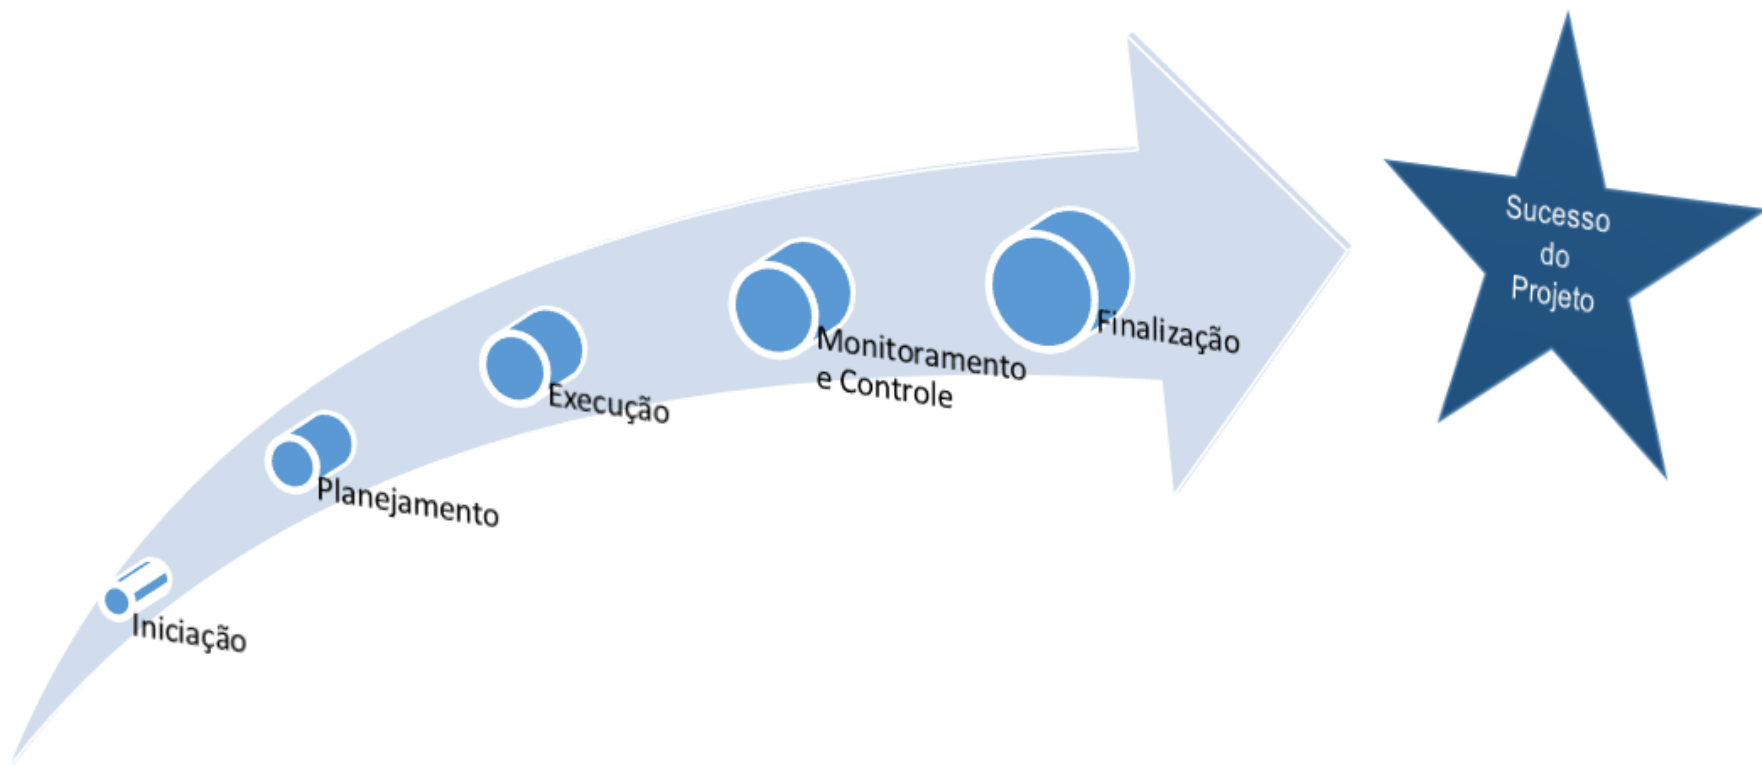 Iniciação
Planejamento
Execução
Monitoramento
e Controle
Finalização
Sucesso
do
Projeto